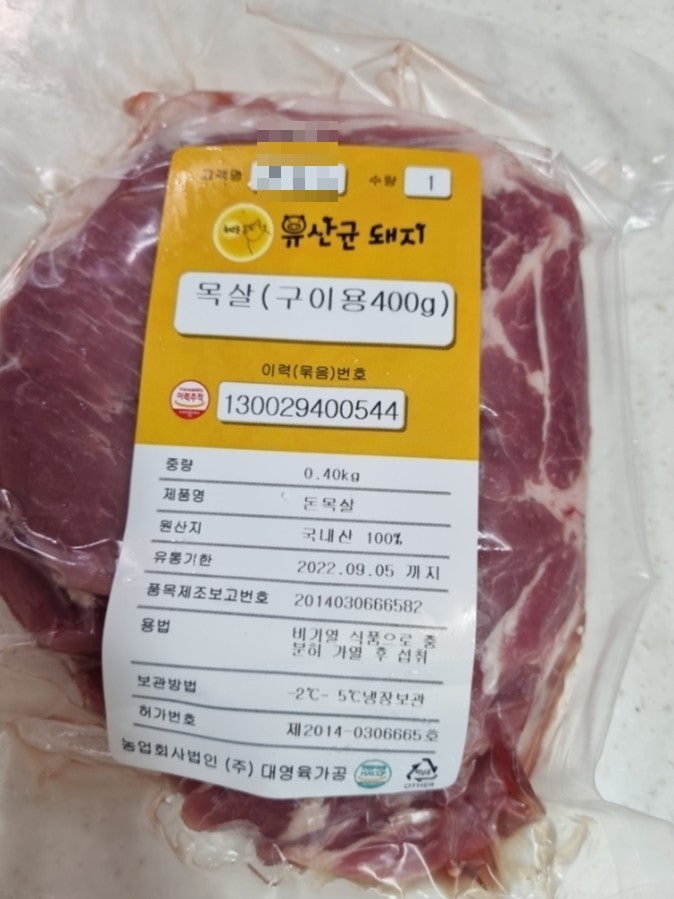 고객명 수량 1
유산균 돼지
목살(구이용400g)
이력(묶음)번호
이력추적
130029400544
중량 0.40kg
제품명 돈목살
원산지 국내산 100%
유통기한 2022.09.05 까지
품목제조보고번호 2014030666582
용법 비가열 식품으로 충
분히 가열 후 섭취
보관방법 -2℃- 5℃냉장보관
허가번호 제2014-0306665호
농업회사법인 (주) 대영육가공 HACCP OTHER